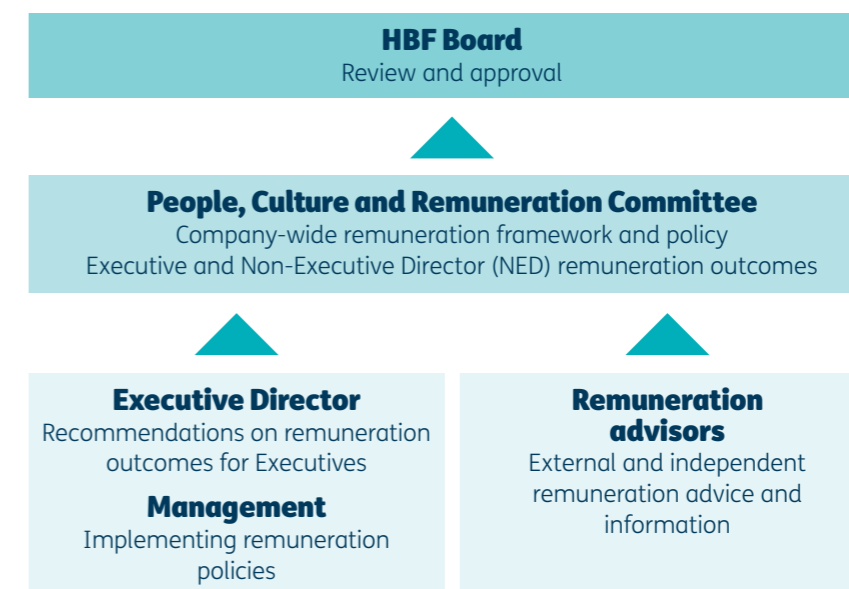 HBF Board
Review and approval
People, Culture and Remuneration Committee
Company-wide remuneration framework and policy
Executive and Non-Executive Director (NED) remuneration outcomes
Executive Director
Recommendations on remuneration
outcomes for Executives
Management
Implementing remuneration
policies
Remuneration
advisors
External and independent
remuneration advice and
information